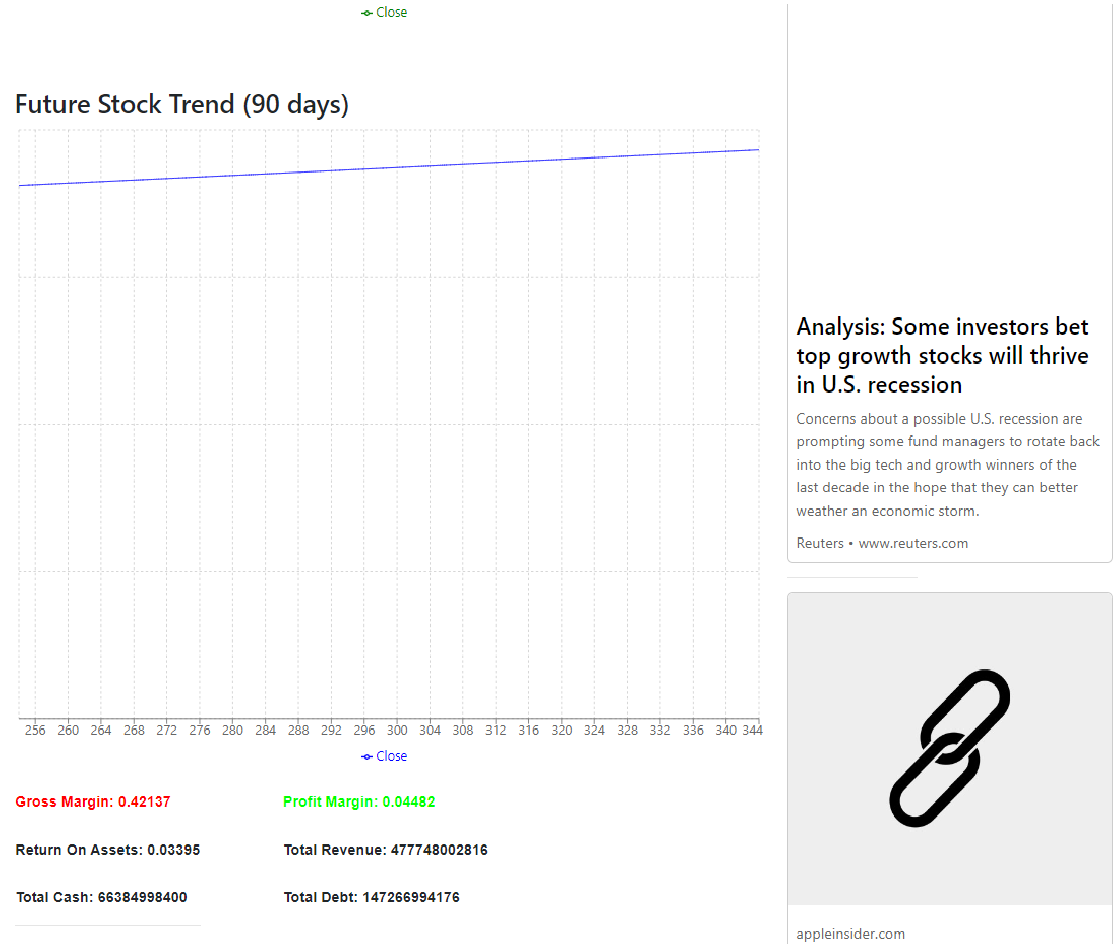 Close
Future Stock Trend (90 days)
256 260 264 268 272 276 280 284 288 292 296 300 304 308 312 316 320 324 328 332 336 340 344
Close
Gross Margin: 0.42137 Profit Margin: 0.04482
Return On Assets: 0.03395 Total Revenue: 477748002816
Total Cash: 66384998400 Total Debt: 147266994176
Analysis: Some investors bet
top growth stocks will thrive
in U.S. recession
Concerns about a possible U.S. recession are
prompting some fund managers to rotate back
into the big tech and growth winners of the
last decade in the hope that they can better
weather an economic storm.
Reuters • www.reuters.com
appleinsider.com